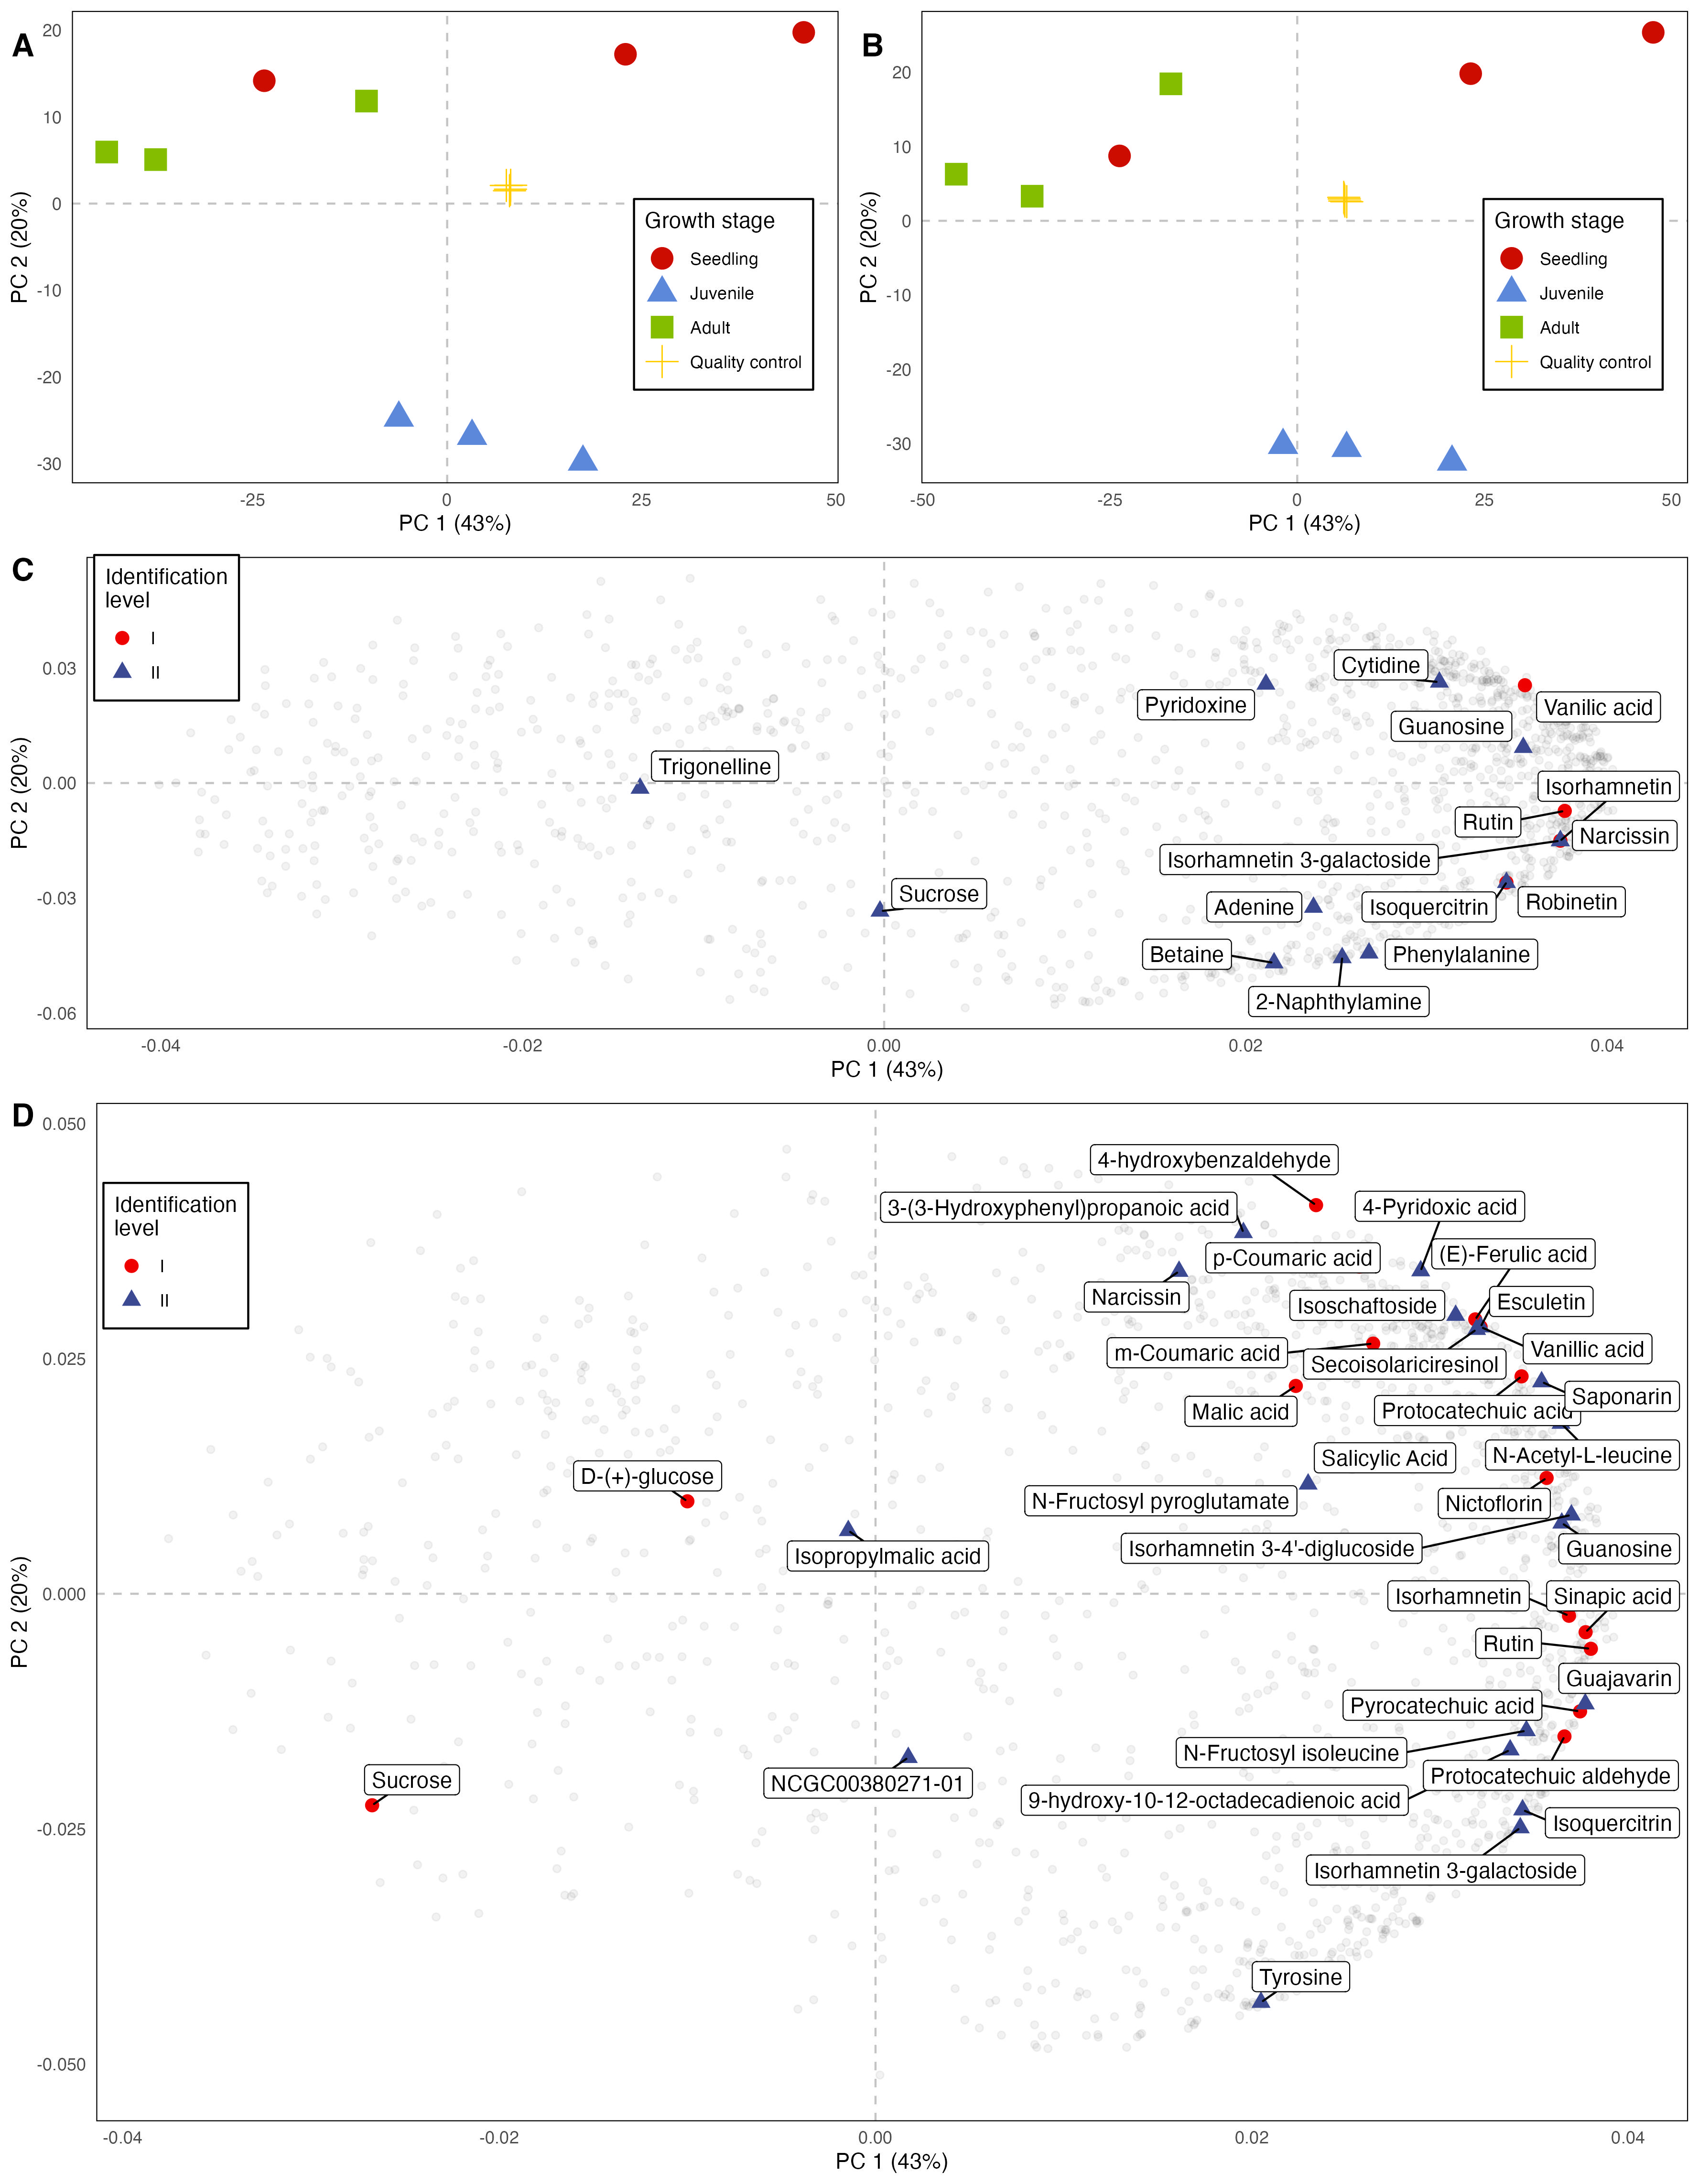 A
20
10
0
-10
-20
-30
PC 2 (20%)
-25
0
25
50
PC 1 (43%)
Growth stage
Seedling
Juvenile
Adult
Quality control
B
20
10
0
-10
-20
-30
PC 2 (20%)
-50
-25
0
25
50
PC 1 (43%)
Growth stage
Seedling
Juvenile
Adult
Quality control
C
Identification
level
I
II
0.03
0.00
-0.03
-0.06
PC 2 (20%)
Cytidine
Pyridoxine
Vanilic acid
Guanosine
Trigonelline
Isorhamnetin
Rutin
Narcissin
Isorhamnetin 3-galactoside
Sucrose
Adenine
Isoquercitrin
Robinetin
Betaine
Phenylalanine
2-Naphthylamine
-0.04
-0.02
0.00
0.02
0.04
PC 1 (43%)
D
Identification
level
I
II
0.050
0.025
0.000
-0.025
-0.050
PC 2 (20%)
4-hydroxybenzaldehyde
3-(3-Hydroxyphenyl)propanoic acid
4-Pyridoxic acid
p-Coumaric acid
(E)-Ferulic acid
Narcissin
Isoschaftoside
Esculetin
m-Coumaric acid
Secoisolariciresinol
Vanillic acid
Malic acid
Protocatechuic acid
Saponarin
Salicylic Acid
N-Acetyl-L-leucine
D-(+)-glucose
N-Fructosyl pyroglutamate
Nictoflorin
Isopropylmalic acid
Isorhamnetin 3-4'-diglucoside
Guanosine
Isorhamnetin
Sinapic acid
Rutin
Guajavarin
Pyrocatechuic acid
N-Fructosyl isoleucine
Sucrose
NCGC00380271-01
Protocatechuic aldehyde
9-hydroxy-10-12-octadecadienoic acid
Isoquercitrin
Isorhamnetin 3-galactoside
Tyrosine
-0.04
-0.02
0.00
0.02
0.04
PC 1 (43%)